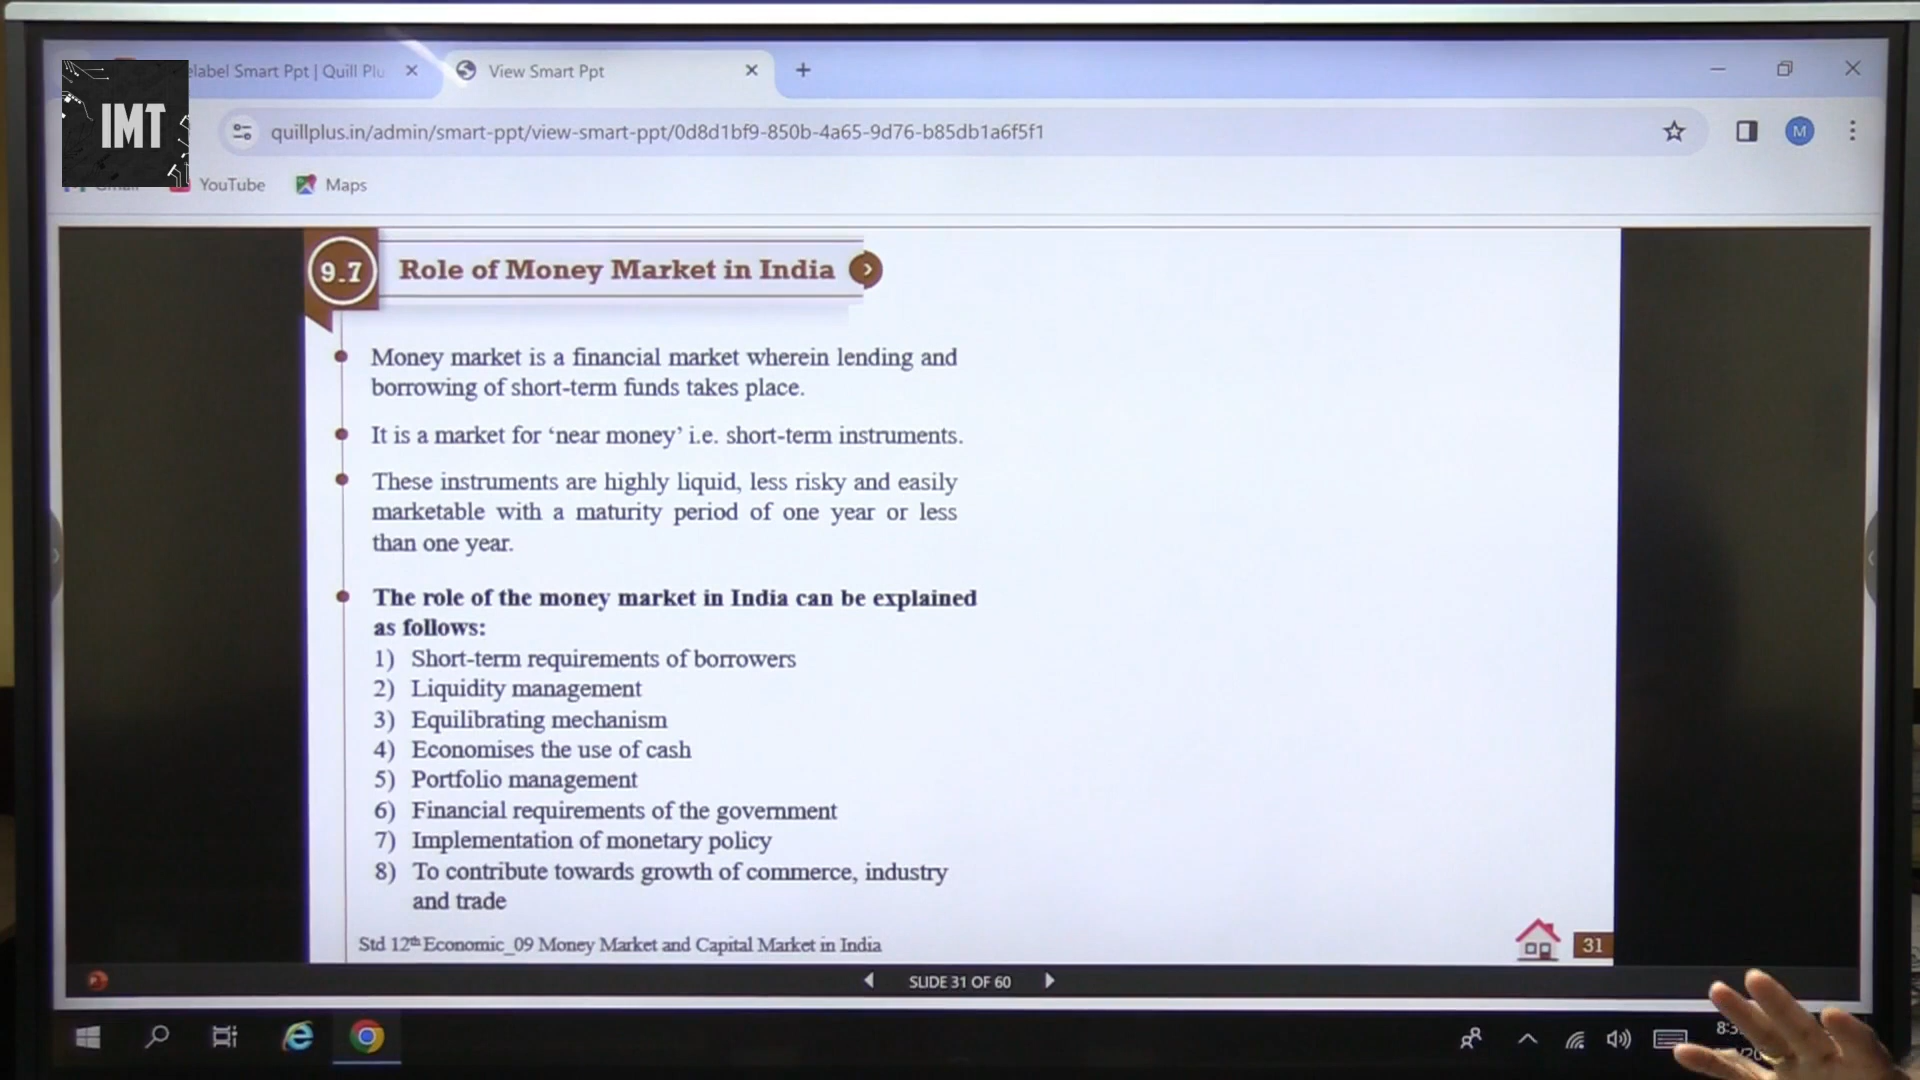 elabel Smart Ppt | Quill Plu
View Smart Ppt
IMT
quillplus.in/admin/smart-ppt/view-smart-ppt/0d8d1bf9-850b-4a65-9d76-b85db1a6f5f1
M
Gmail YouTube Maps
9.7 Role of Money Market in India
Money market is a financial market wherein lending and
borrowing of short-term funds takes place.
It is a market for ‘near money’ i.e. short-term instruments.
These instruments are highly liquid, less risky and easily
marketable with a maturity period of one year or less
than one year.
The role of the money market in India can be explained
as follows:
1) Short-term requirements of borrowers
2) Liquidity management
3) Equilibrating mechanism
4) Economises the use of cash
5) Portfolio management
6) Financial requirements of the government
7) Implementation of monetary policy
8) To contribute towards growth of commerce, industry
and trade
Std 12th Economic_09 Money Market and Capital Market in India
31
SLIDE 31 OF 60